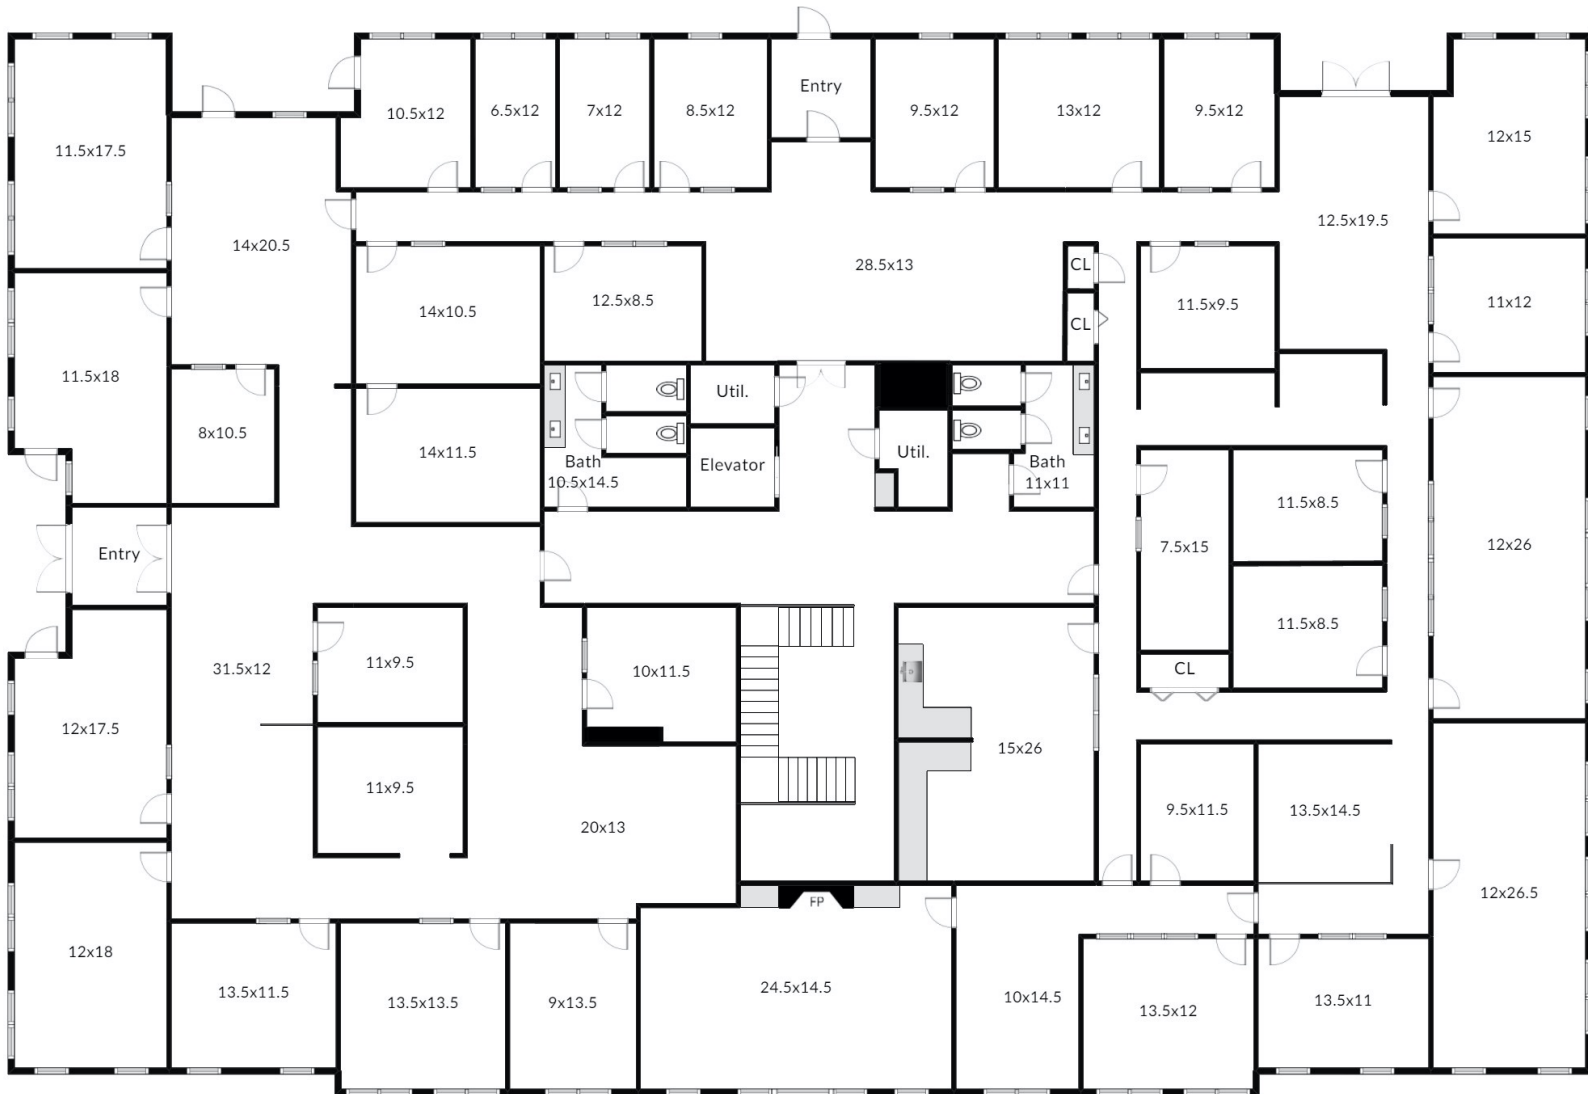 Entry
10.5x12
6.5x12
7x12
8.5x12
9.5x12
13x12
9.5x12
12x15
11.5x17.5
12.5x19.5
14x20.5
28.5x13
CL
11.5x9.5
12.5x8.5
11x12
14x10.5
CL
11.5x18
Util.
8x10.5
14x11.5
Bath
10.5x14.5
Elevator
Util.
Bath
11x11
11.5x8.5
7.5x15
12x26
Entry
11.5x8.5
31.5x12
11x9.5
10x11.5
CL
12x17.5
15x26
11x9.5
20x13
9.5x11.5
13.5x14.5
FP
12x26.5
12x18
13.5x11.5
13.5x13.5
9x13.5
24.5x14.5
10x14.5
13.5x12
13.5x11